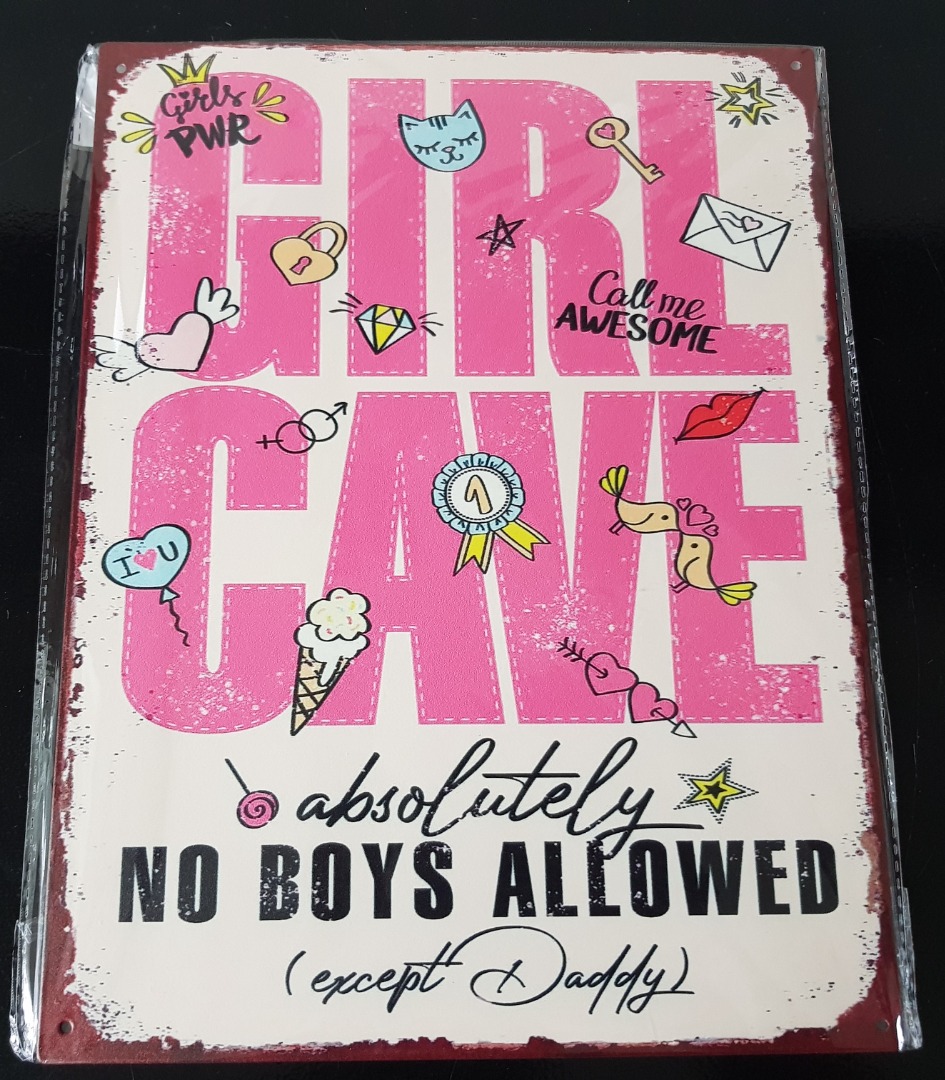 Girls
PWR
GIRL
Call me
AWESOME
CAVE
1
I U
absolutely
NO BOYS ALLOWED
(except Daddy)